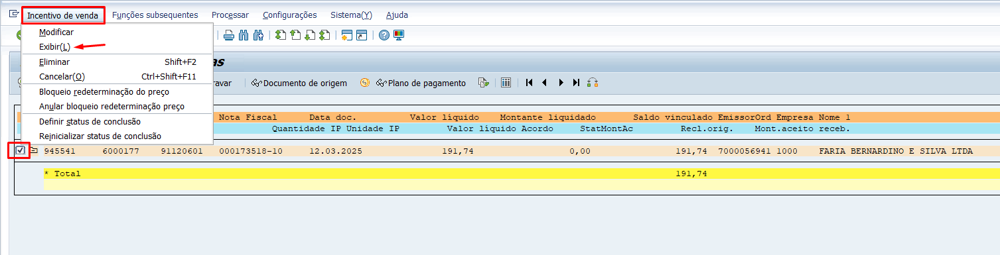 Incentivo de venda Funções subsequentes Processar Configurações Sistema(Y) Ajuda
Modificar
Exibir(L)
Eliminar Shift+F2
as
Cancelar(O) Ctrl+Shift+F11
ravar Documento de origem Plano de pagamento
Bloqueio redeterminação do preço
Anular bloqueio redeterminação preço
Definir status de conclusão
Reinicializar status de conclusão
Nota Fiscal Data doc. Valor líquido Montante liquidado Saldo vinculado EmissorOrd Empresa Nome 1
Quantidade IP Unidade IP Valor líquido Acordo StatMontAc Recl.orig. Mont.aceito receb.
945541 6000177 91120601 000173518-10 12.03.2025 191,74 0,00 191,74 7000056941 1000 FARIA BERNARDINO E SILVA LTDA
* Total 191,74